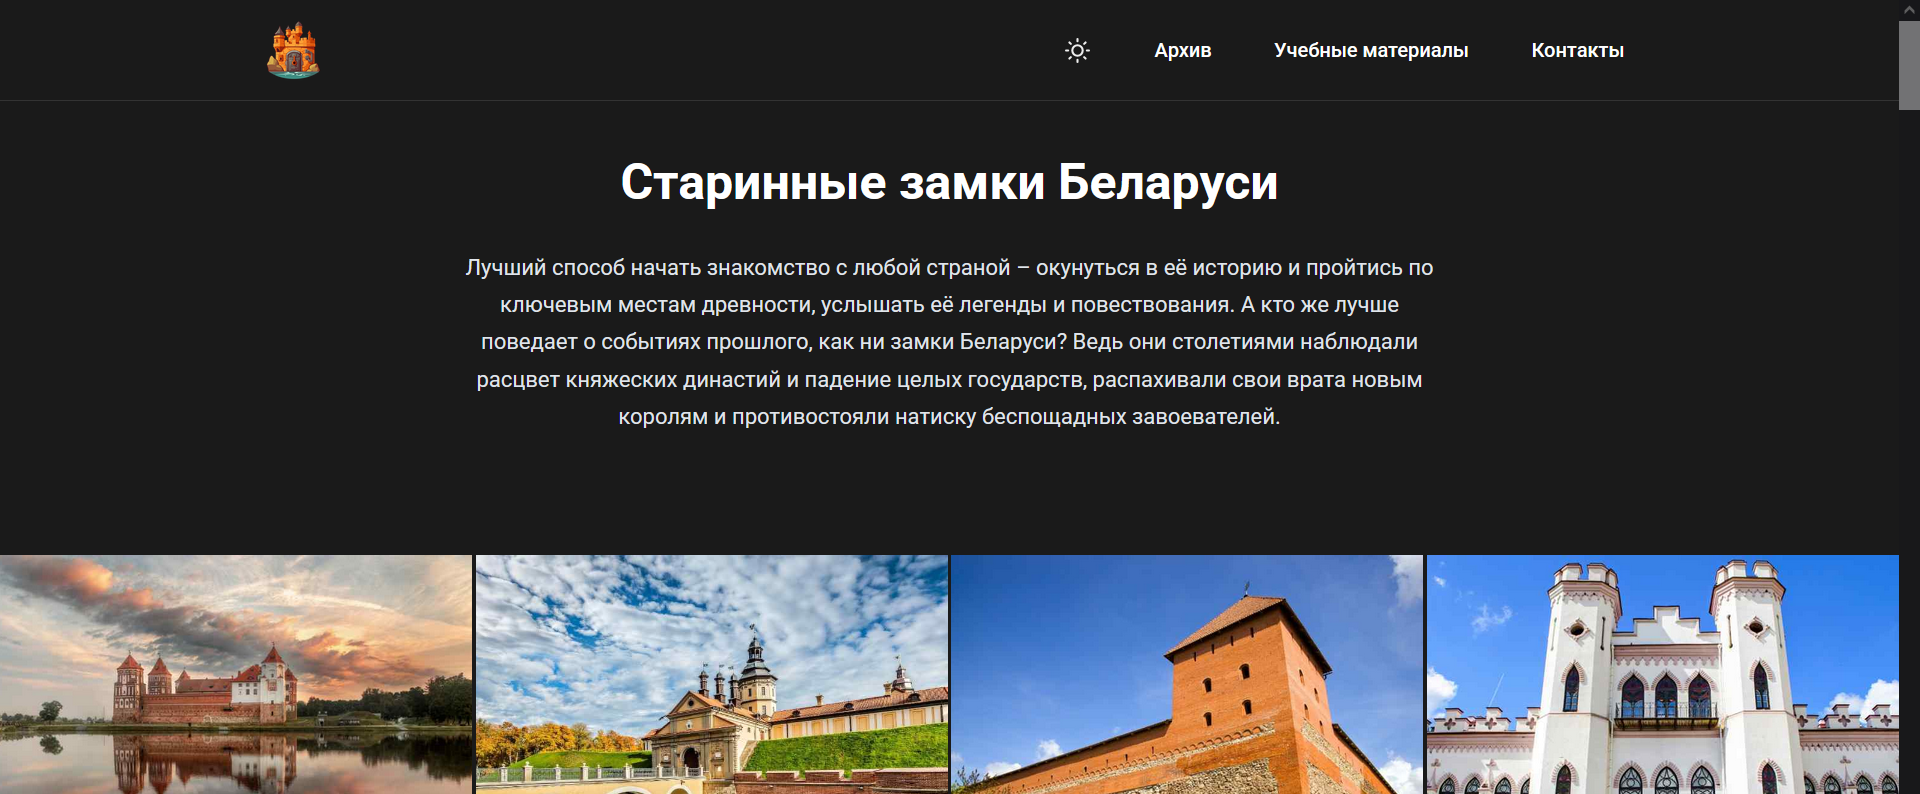 Архив
Учебные материалы
Контакты
Старинные замки Беларуси
Лучший способ начать знакомство с любой страной – окунуться в её историю и пройтись по
ключевым местам древности, услышать её легенды и повествования. А кто же лучше
поведает о событиях прошлого, как ни замки Беларуси? Ведь они столетиями наблюдали
расцвет княжеских династий и падение целых государств, распахивали свои врата новым
королям и противостояли натиску беспощадных завоевателей.